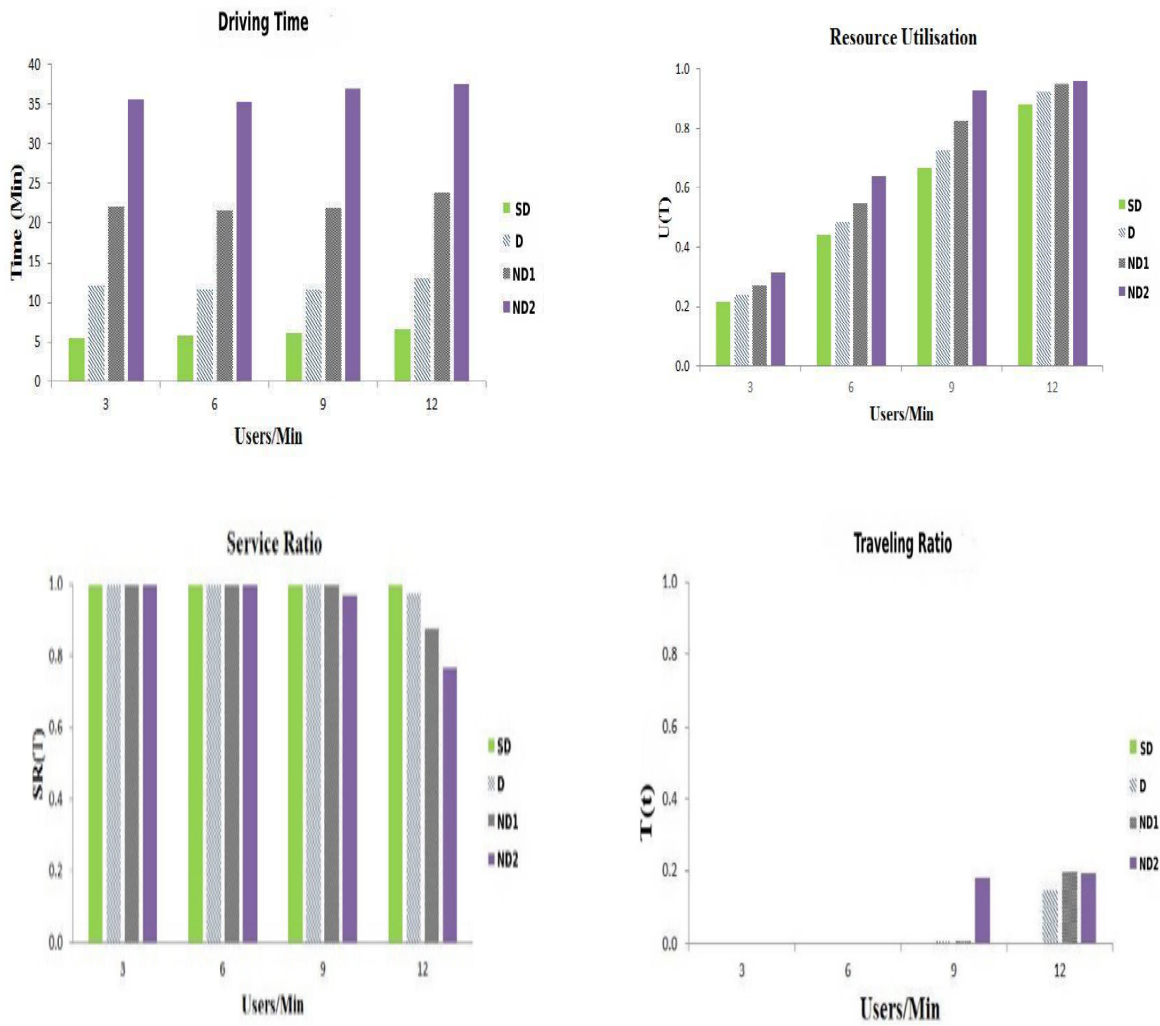 Driving Time
40
35
30
25
20
15
10
5
0
Time (Min)
3 6 9 12
Users/Min
SD
D
ND1
ND2
Resource Utilisation
1.0
0.8
0.6
0.4
0.2
0.0
U(T)
3 6 9 12
Users/Min
SD
D
ND1
ND2
Service Ratio
1.0
0.8
0.6
0.4
0.2
0.0
SR(T)
3 6 9 12
Users/Min
SD
D
ND1
ND2
Traveling Ratio
1.0
0.8
0.6
0.4
0.2
0.0
T(t)
3 6 9 12
Users/Min
SD
D
ND1
ND2